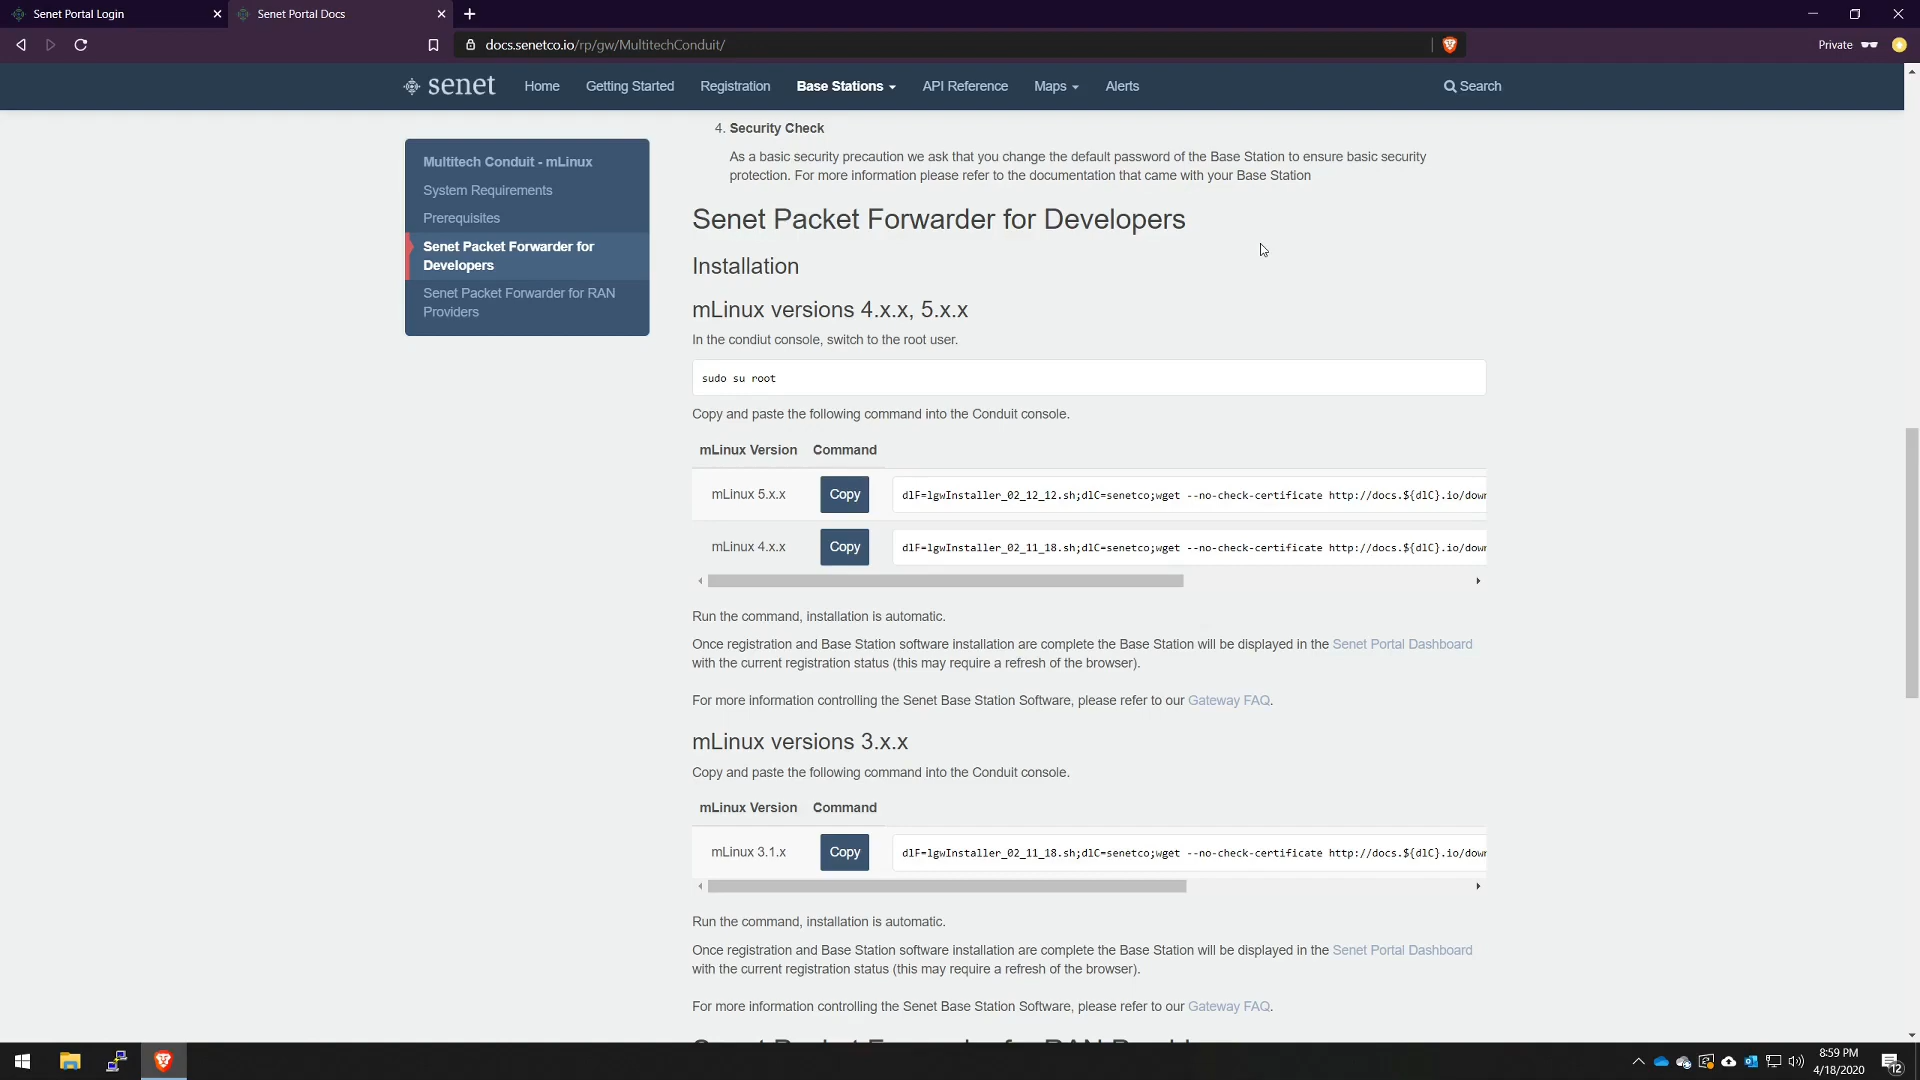 Senet Portal Login
Senet Portal Docs
docs.senetco.io/rp/gw/MultitechConduit/
Private
senet
Home
Getting Started
Registration
Base Stations
API Reference
Maps
Alerts
Search
Multitech Conduit - mLinux
System Requirements
Prerequisites
Senet Packet Forwarder for
Developers
Senet Packet Forwarder for RAN
Providers
4. Security Check
As a basic security precaution we ask that you change the default password of the Base Station to ensure basic security
protection. For more information please refer to the documentation that came with your Base Station
Senet Packet Forwarder for Developers
Installation
mLinux versions 4.x.x, 5.x.x
In the condiut console, switch to the root user.
sudo su root
Copy and paste the following command into the Conduit console.
mLinux Version Command
mLinux 5.x.x Copy dlF=lgwInstaller_02_12_12.sh;dlC=senetco;wget --no-check-certificate http://docs.${dlC}.io/dow
mLinux 4.x.x Copy dlF=lgwInstaller_02_11_18.sh;dlC=senetco;wget --no-check-certificate http://docs.${dlC}.io/dow
Run the command, installation is automatic.
Once registration and Base Station software installation are complete the Base Station will be displayed in the Senet Portal Dashboard
with the current registration status (this may require a refresh of the browser).
For more information controlling the Senet Base Station Software, please refer to our Gateway FAQ.
mLinux versions 3.x.x
Copy and paste the following command into the Conduit console.
mLinux Version Command
mLinux 3.1.x Copy dlF=lgwInstaller_02_11_18.sh;dlC=senetco;wget --no-check-certificate http://docs.${dlC}.io/dow
Run the command, installation is automatic.
Once registration and Base Station software installation are complete the Base Station will be displayed in the Senet Portal Dashboard
with the current registration status (this may require a refresh of the browser).
For more information controlling the Senet Base Station Software, please refer to our Gateway FAQ.
8:59 PM
4/18/2020
12